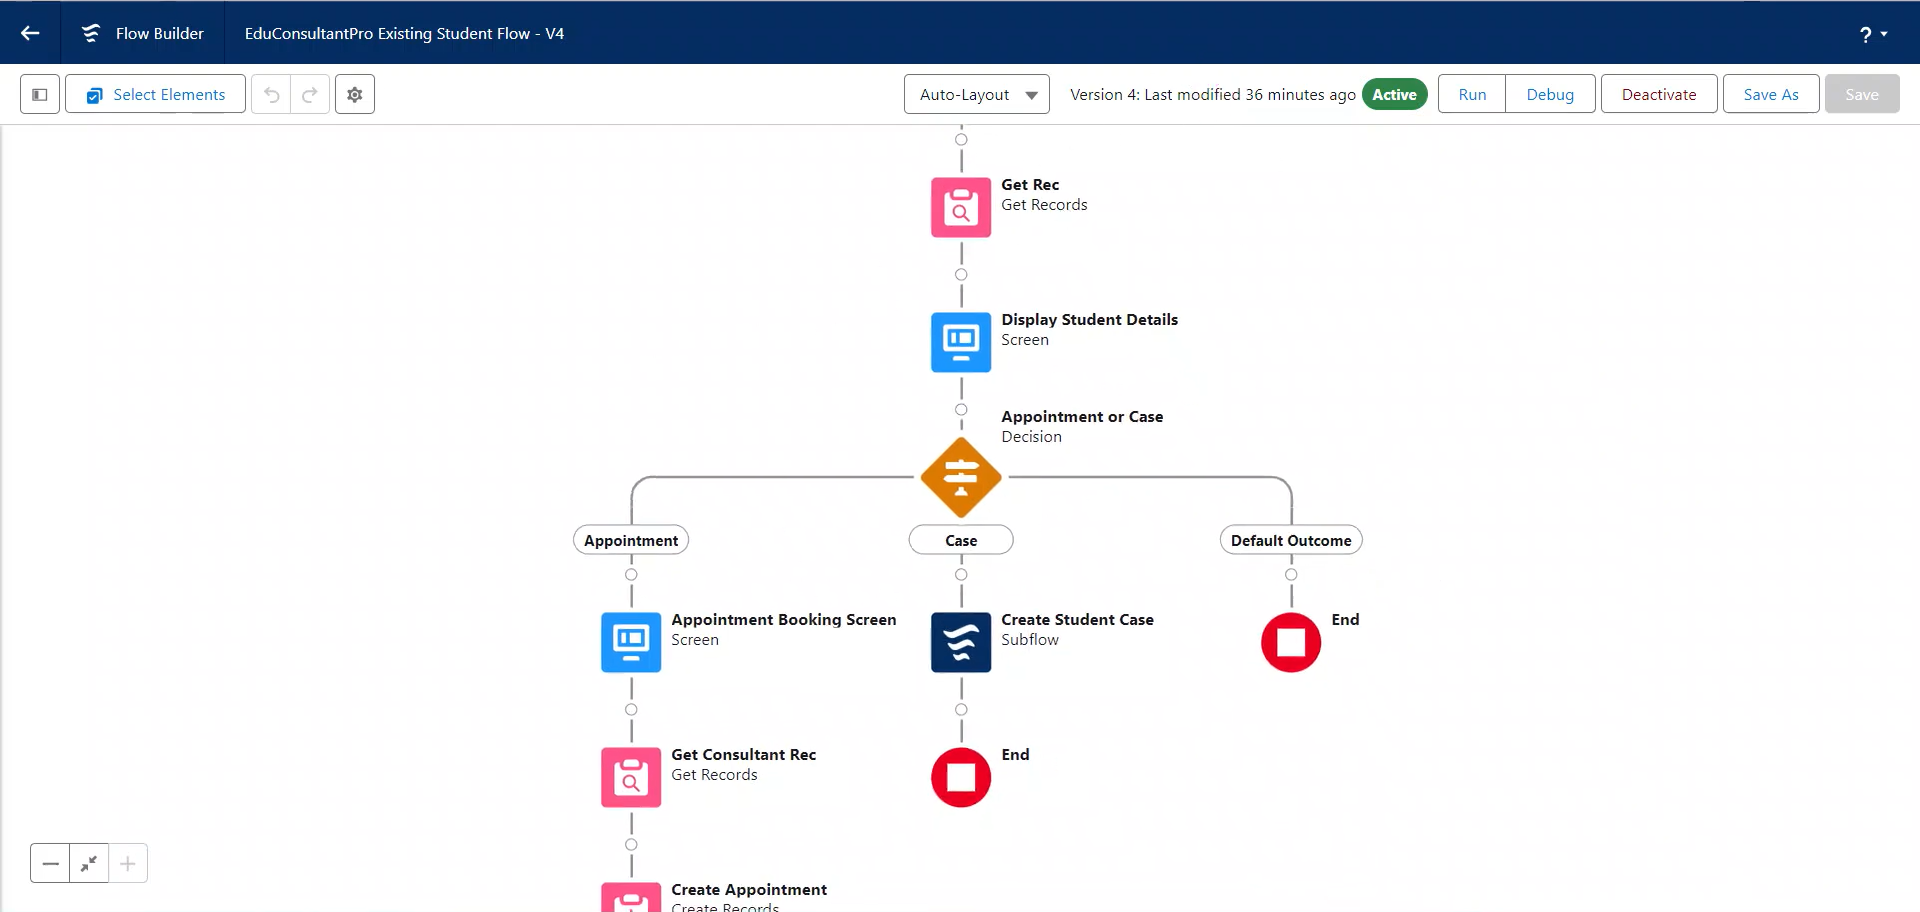 Flow Builder
EduConsultantPro Existing Student Flow - V4
?
Select Elements
Auto-Layout
Version 4: Last modified 36 minutes ago
Active
Run
Debug
Deactivate
Save As
Save
Get Rec
Get Records
Display Student Details
Screen
Appointment or Case
Decision
Appointment
Case
Default Outcome
Appointment Booking Screen
Screen
Create Student Case
Subflow
End
Get Consultant Rec
Get Records
End
Create Appointment
Create Records